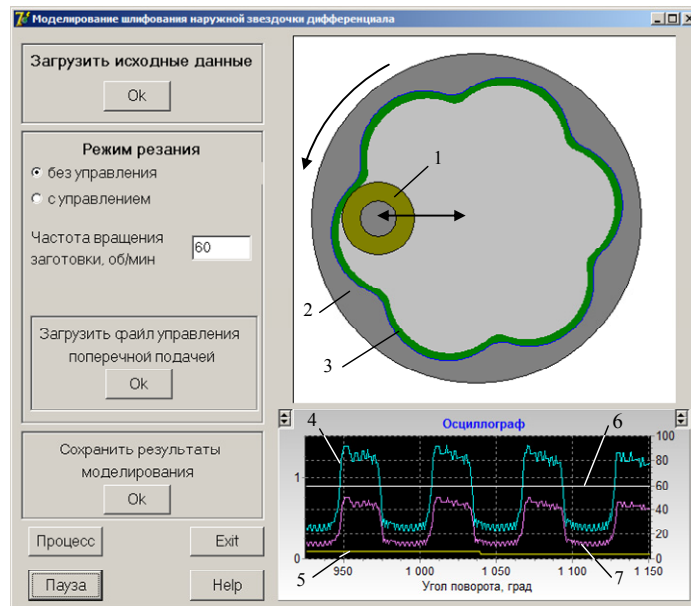 Моделирование шлифования наружной звездочки дифференциала
Загрузить исходные данные
Ok
Режим резания
без управления
с управлением
Частота вращения
заготовки, об/мин
60
Загрузить файл управления
поперечной подачей
Ok
Сохранить результаты
моделирования
Ok
Процесс
Exit
Пауза
Help
1
2
3
4
Осциллограф
6
100
80
1
60
40
20
0
0
950
1 000
1 050
1 100
1 150
5
Угол поворота, град
7